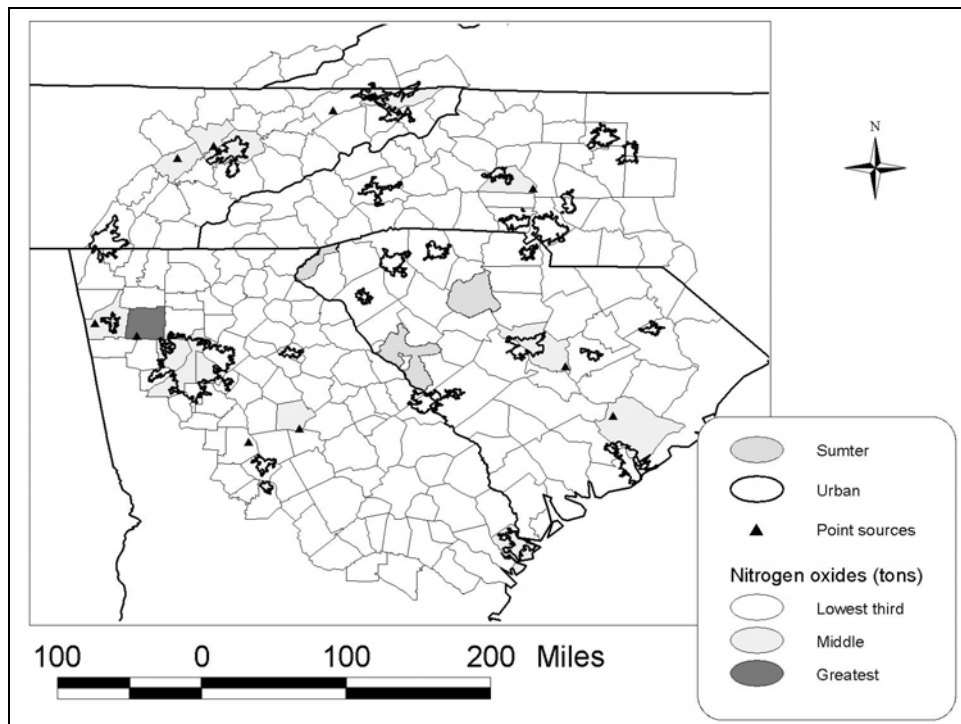 N
Sumter
Urban
Point sources
Nitrogen oxides (tons)
Lowest third
Middle
Greatest
100 0 100 200 Miles